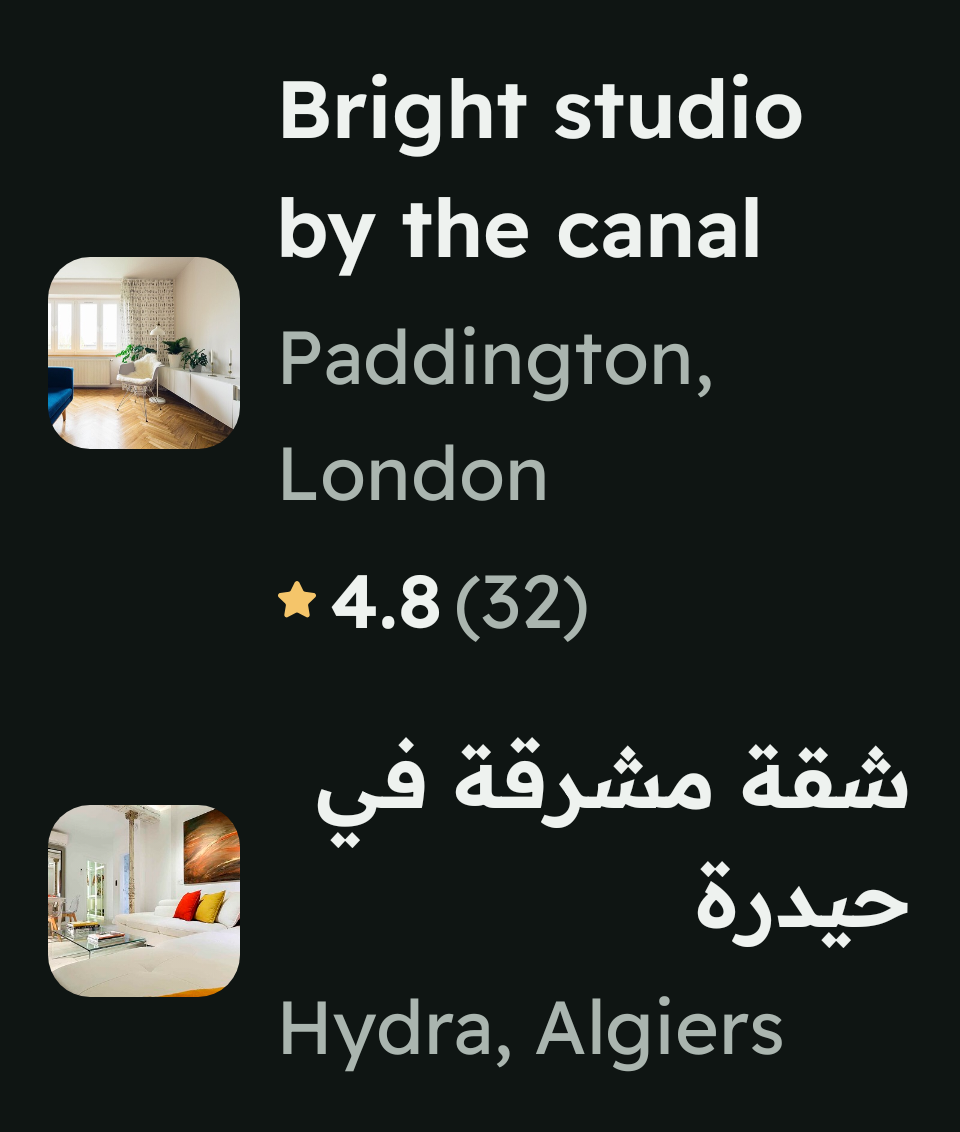 Bright studio
by the canal
Paddington,
London
4.8 (32)
شقة مشرقة في
حيدرة
Hydra, Algiers